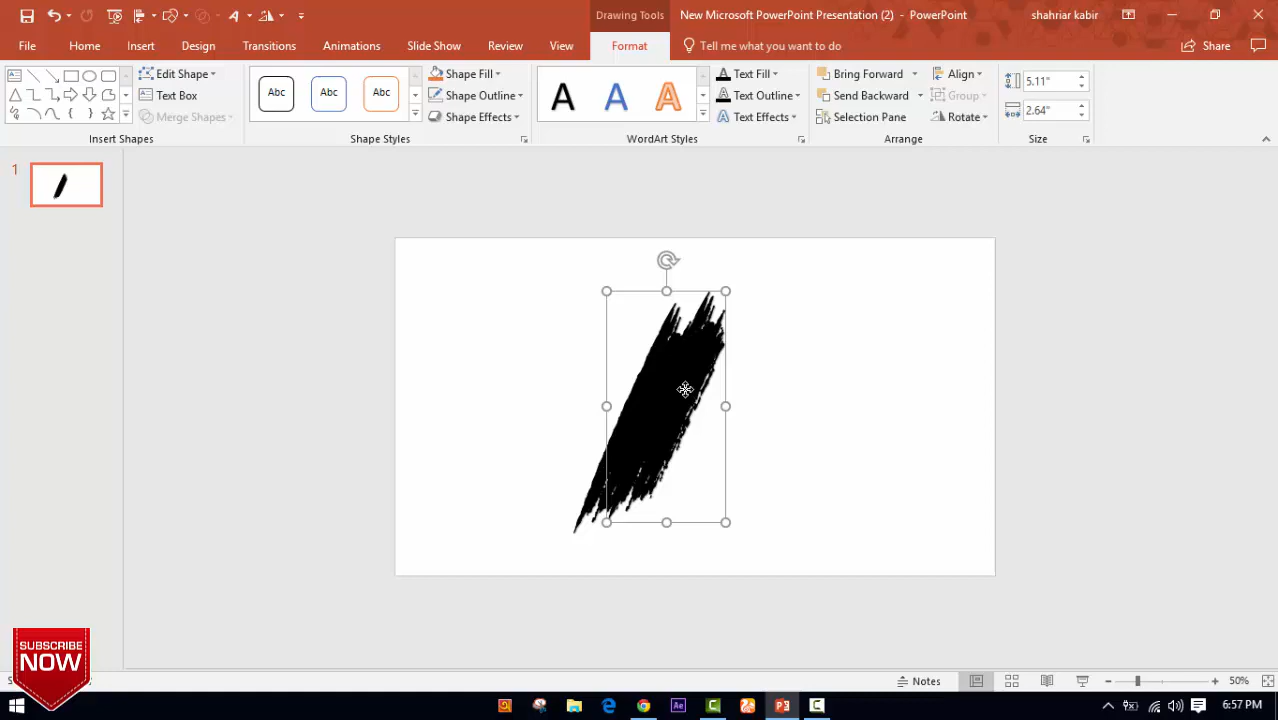 Drawing Tools
New Microsoft PowerPoint Presentation (2) - PowerPoint
shahriar kabir
File Home Insert Design Transitions Animations Slide Show Review View Format Tell me what you want to do Share
Edit Shape
Text Box
Merge Shapes
Insert Shapes
Abc Abc Abc
Shape Fill
Shape Outline
Shape Effects
Shape Styles
A A A
Text Fill
Text Outline
Text Effects
WordArt Styles
Bring Forward
Send Backward
Selection Pane
Align
Group
Rotate
Arrange
5.11"
2.64"
Size
1
SUBSCRIBE
NOW
Notes
50%
Ae
6:57 PM